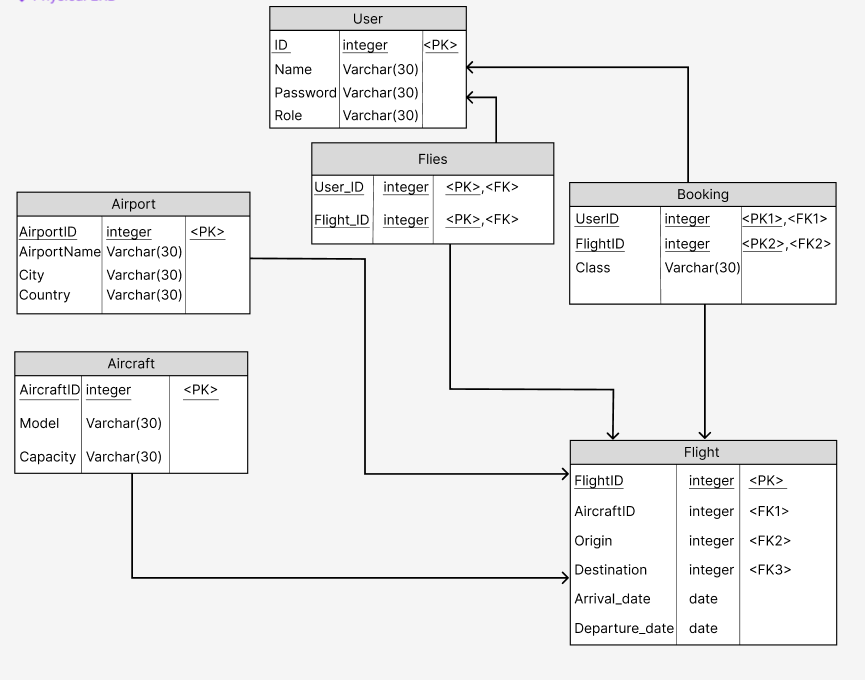 User
ID integer <PK>
Name Varchar(30)
Password Varchar(30)
Role Varchar(30)
Flies
User_ID integer <PK>,<FK>
Flight_ID integer <PK>,<FK>
Airport
AirportID integer <PK>
AirportName Varchar(30)
City Varchar(30)
Country Varchar(30)
Booking
UserID integer <PK1>,<FK1>
FlightID integer <PK2>,<FK2>
Class Varchar(30)
Aircraft
AircraftID integer <PK>
Model Varchar(30)
Capacity Varchar(30)
Flight
FlightID integer <PK>
AircraftID integer <FK1>
Origin integer <FK2>
Destination integer <FK3>
Arrival_date date
Departure_date date